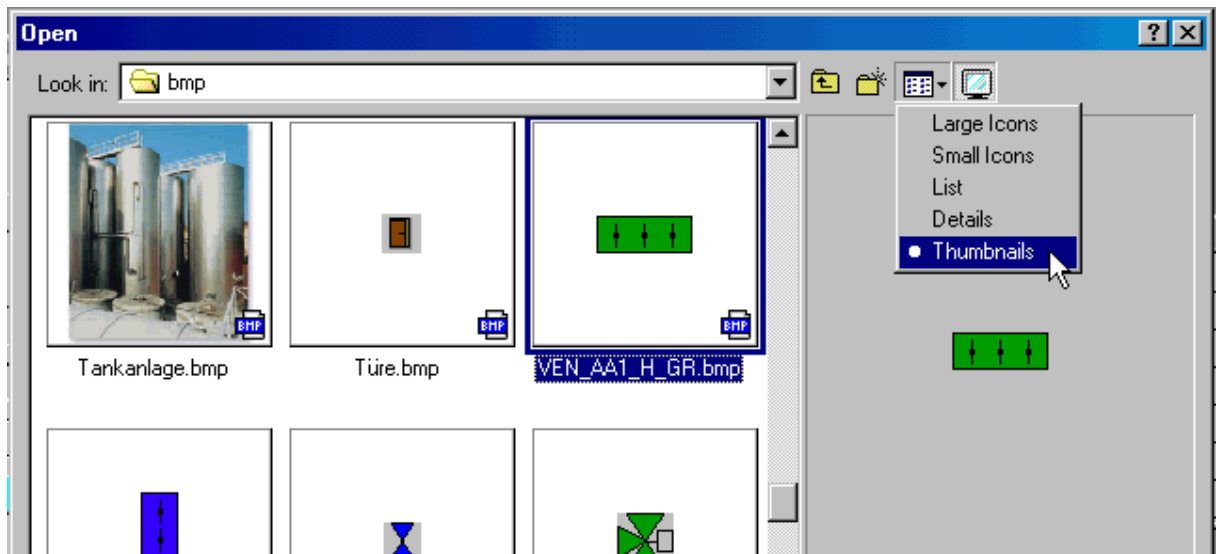 Open
?
Look in: bmp
Large Icons
Small Icons
List
Details
Thumbnails
BMP BMP BMP
Tankanlage.bmp Türe.bmp VEN_AA1_H_GR.bmp